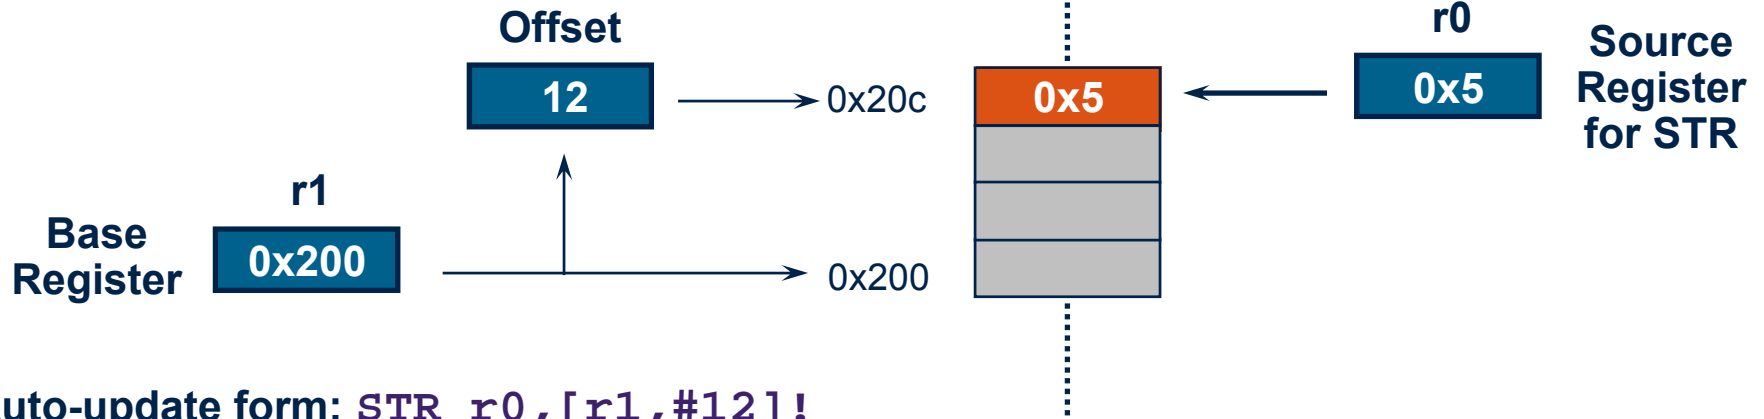 Offset
12
0x20c
0x5
r0
0x5
Source
Register
for STR
r1
Base
Register
0x200
0x200
auto-update form: STR r0,[r1,#12]!